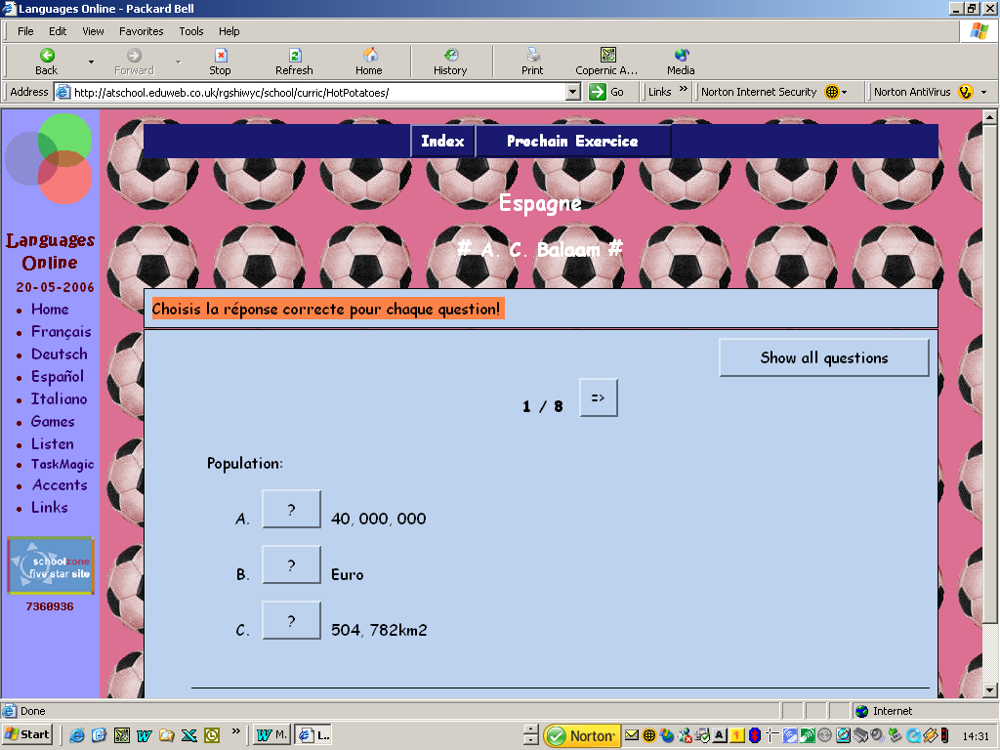 Languages Online - Packard Bell
File Edit View Favorites Tools Help
Back Forward Stop Refresh Home History Print Copernic A... Media
Address http://atschool.eduweb.co.uk/rgshiwyc/school/curric/HotPotatoes/ Go Links » Norton Internet Security Norton AntiVirus
Index Prochain Exercice
Espagne
# A. C. Balaam #
Languages
Online
20-05-2006
Home
Français
Deutsch
Español
Italiano
Games
Listen
TaskMagic
Accents
Links
schoolzone
five star site
7360936
Choisis la réponse correcte pour chaque question!
Show all questions
1 / 8 =>
Population:
A. ? 40, 000, 000
B. ? Euro
C. ? 504, 782km2
Done Internet
Start » M. L... Norton 14:31